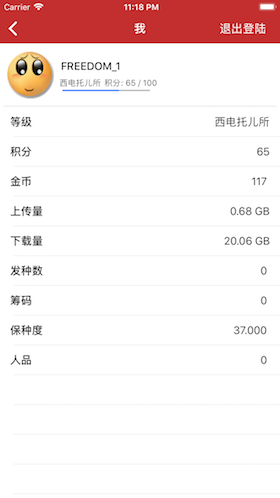 Carrier 11:18 PM
我 退出登陆
FREEDOM_1
西电托儿所 积分: 65 / 100
等级 西电托儿所
积分 65
金币 117
上传量 0.68 GB
下载量 20.06 GB
发种数 0
筹码 0
保种度 37.000
人品 0